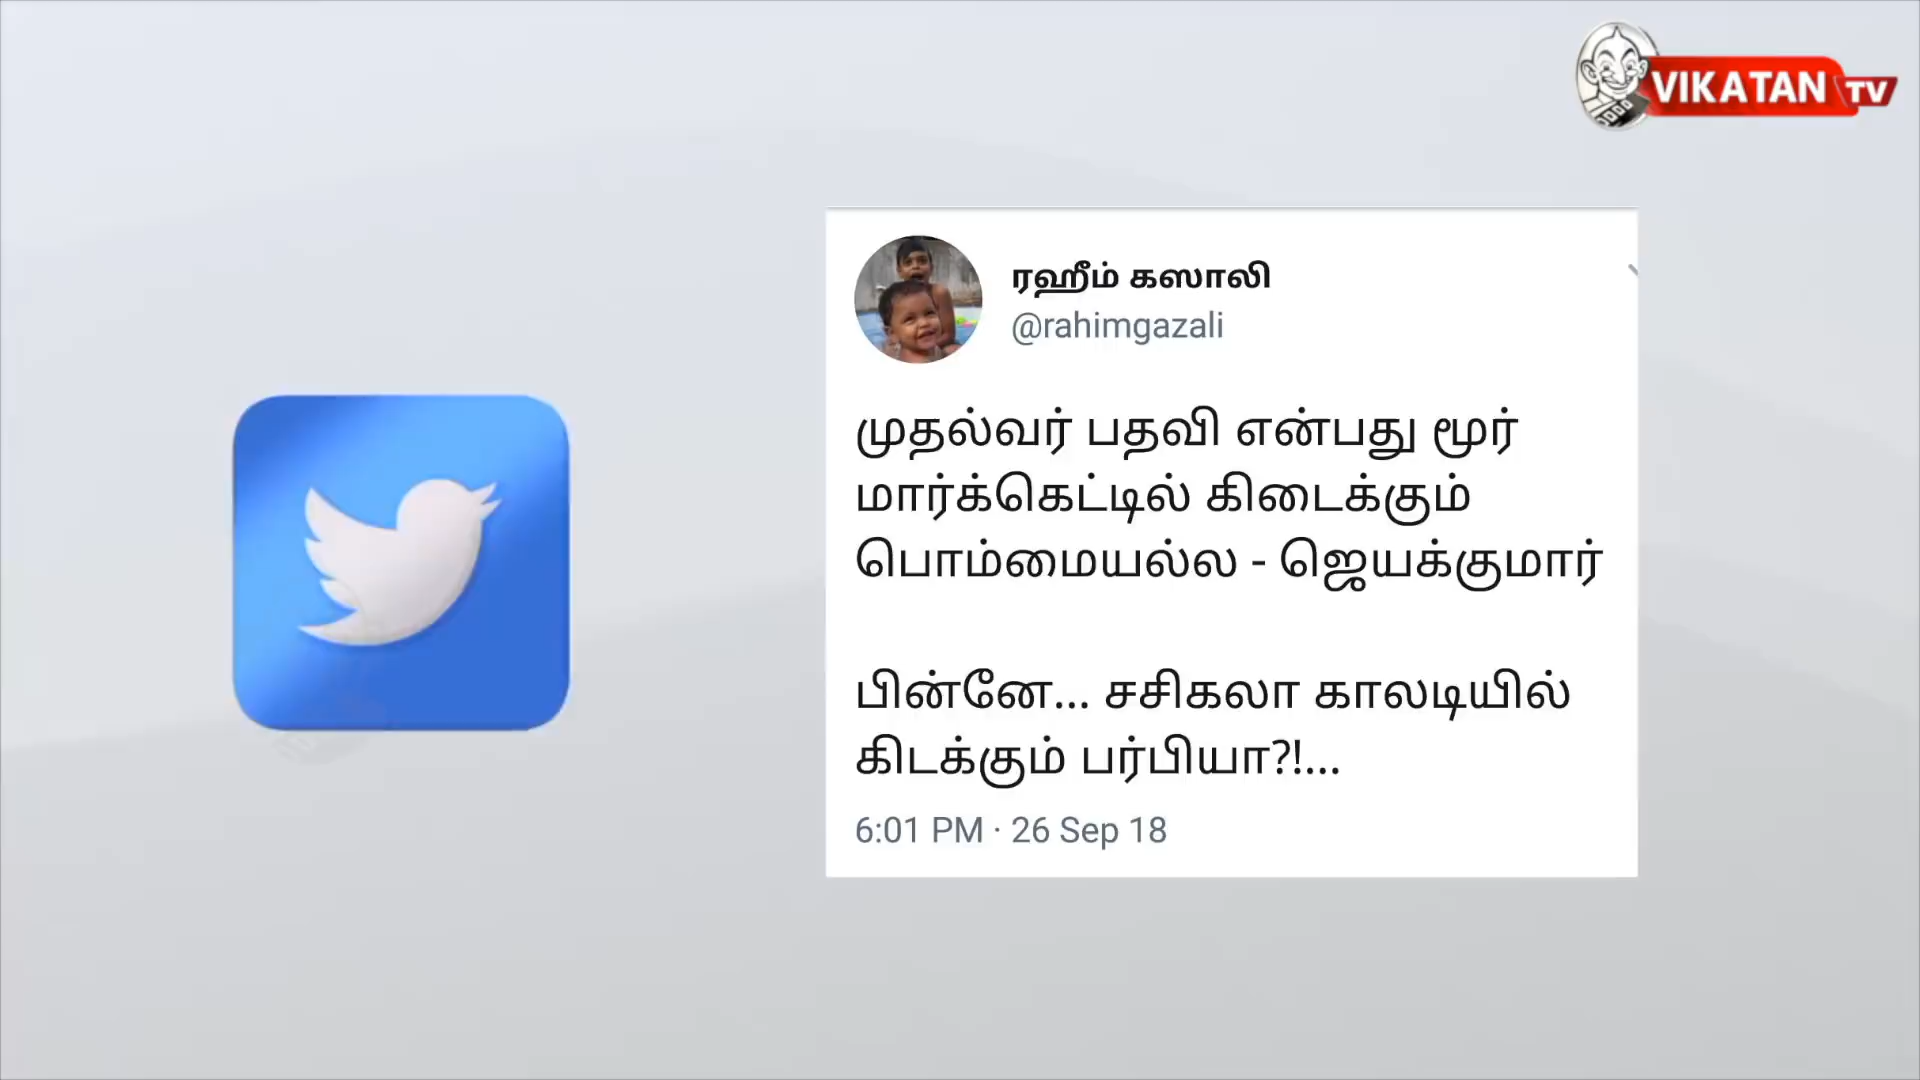 VIKATAN TV
ரஹீம் கஸாலி
@rahimgazali
முதல்வர் பதவி என்பது மூர்
மார்க்கெட்டில் கிடைக்கும்
பொம்மையல்ல - ஜெயக்குமார்
பின்னே... சசிகலா காலடியில்
கிடக்கும் பர்பியா?!...
6:01 PM · 26 Sep 18